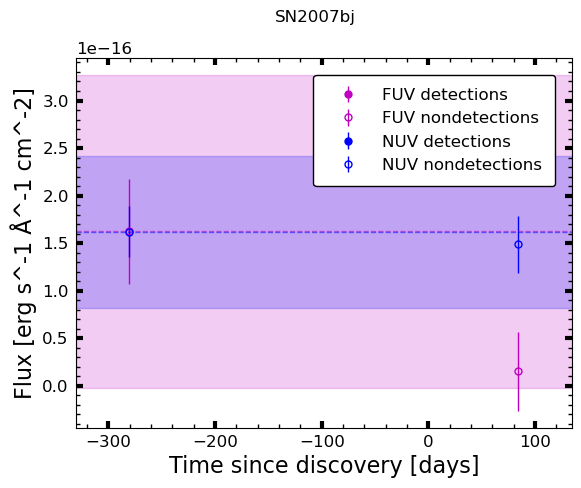 SN2007bj
1e−16
FUV detections
FUV nondetections
NUV detections
NUV nondetections
3.0
2.5
2.0
1.5
1.0
0.5
0.0
Flux [erg s^-1 Å^-1 cm^-2]
−300
−200
−100
0
100
Time since discovery [days]